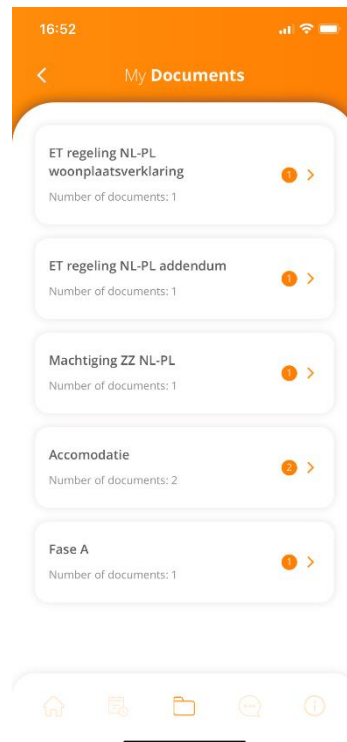 16:52
My Documents
ET regeling NL-PL
woonplaatsverklaring
1
Number of documents: 1
ET regeling NL-PL addendum
1
Number of documents: 1
Machtiging ZZ NL-PL
1
Number of documents: 1
Accomodatie
2
Number of documents: 2
Fase A
1
Number of documents: 1